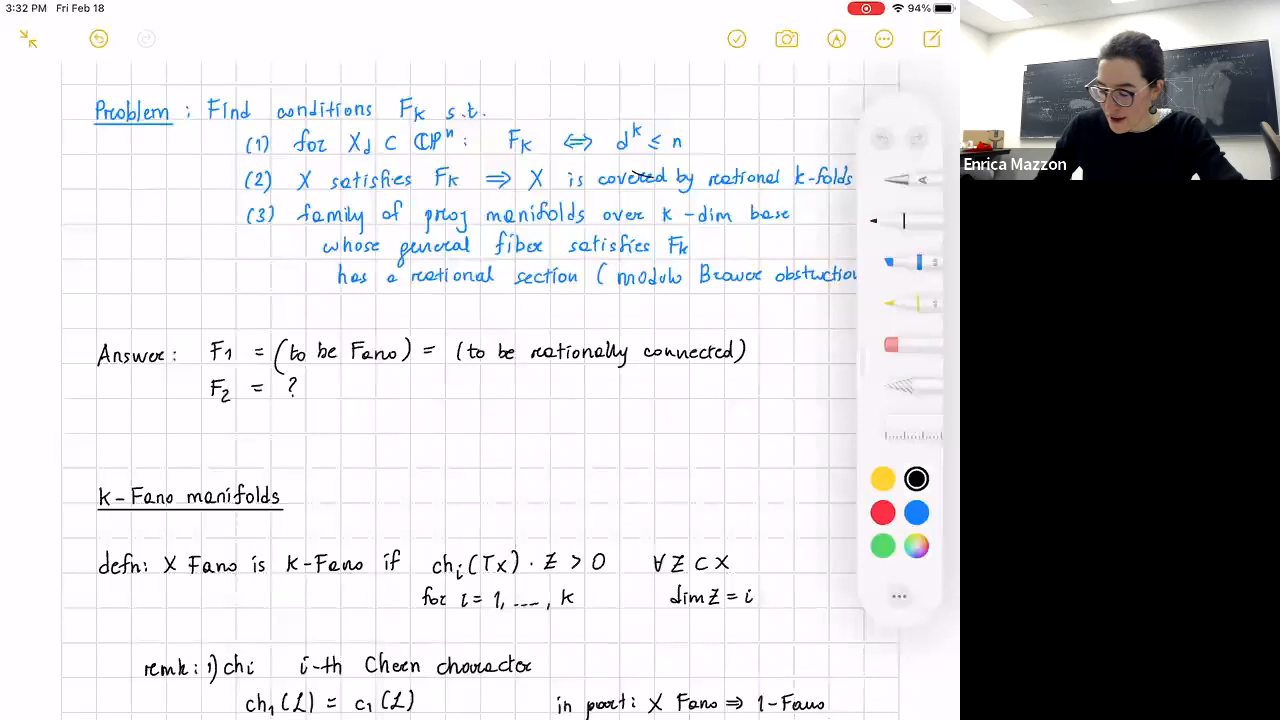 3:32 PM Fri Feb 18
94%
Problem : Find conditions Fk s.t.
(1) for Xd ⊂ ℂℙⁿ : Fk ⟺ dᵏ ≤ n
(2) X satisfies Fk ⟹ X is covered by rational k-folds
(3) family of proj manifolds over k-dim base
whose general fiber satisfies Fk
has a rational section ( modulo Brauer obstruction
Answer : F1 = (to be Fano) = (to be rationally connected)
F2 = ?
k-Fano manifolds
defn: X Fano is k-Fano if chi(Tx) · Z > 0 ∀ Z ⊂ X
for i = 1, ..., k dim Z = i
remk: 1) chi i-th Chern character
ch1(L) = c1(L) in part: X Fano ⟹ 1-Fano
Enrica Mazzon